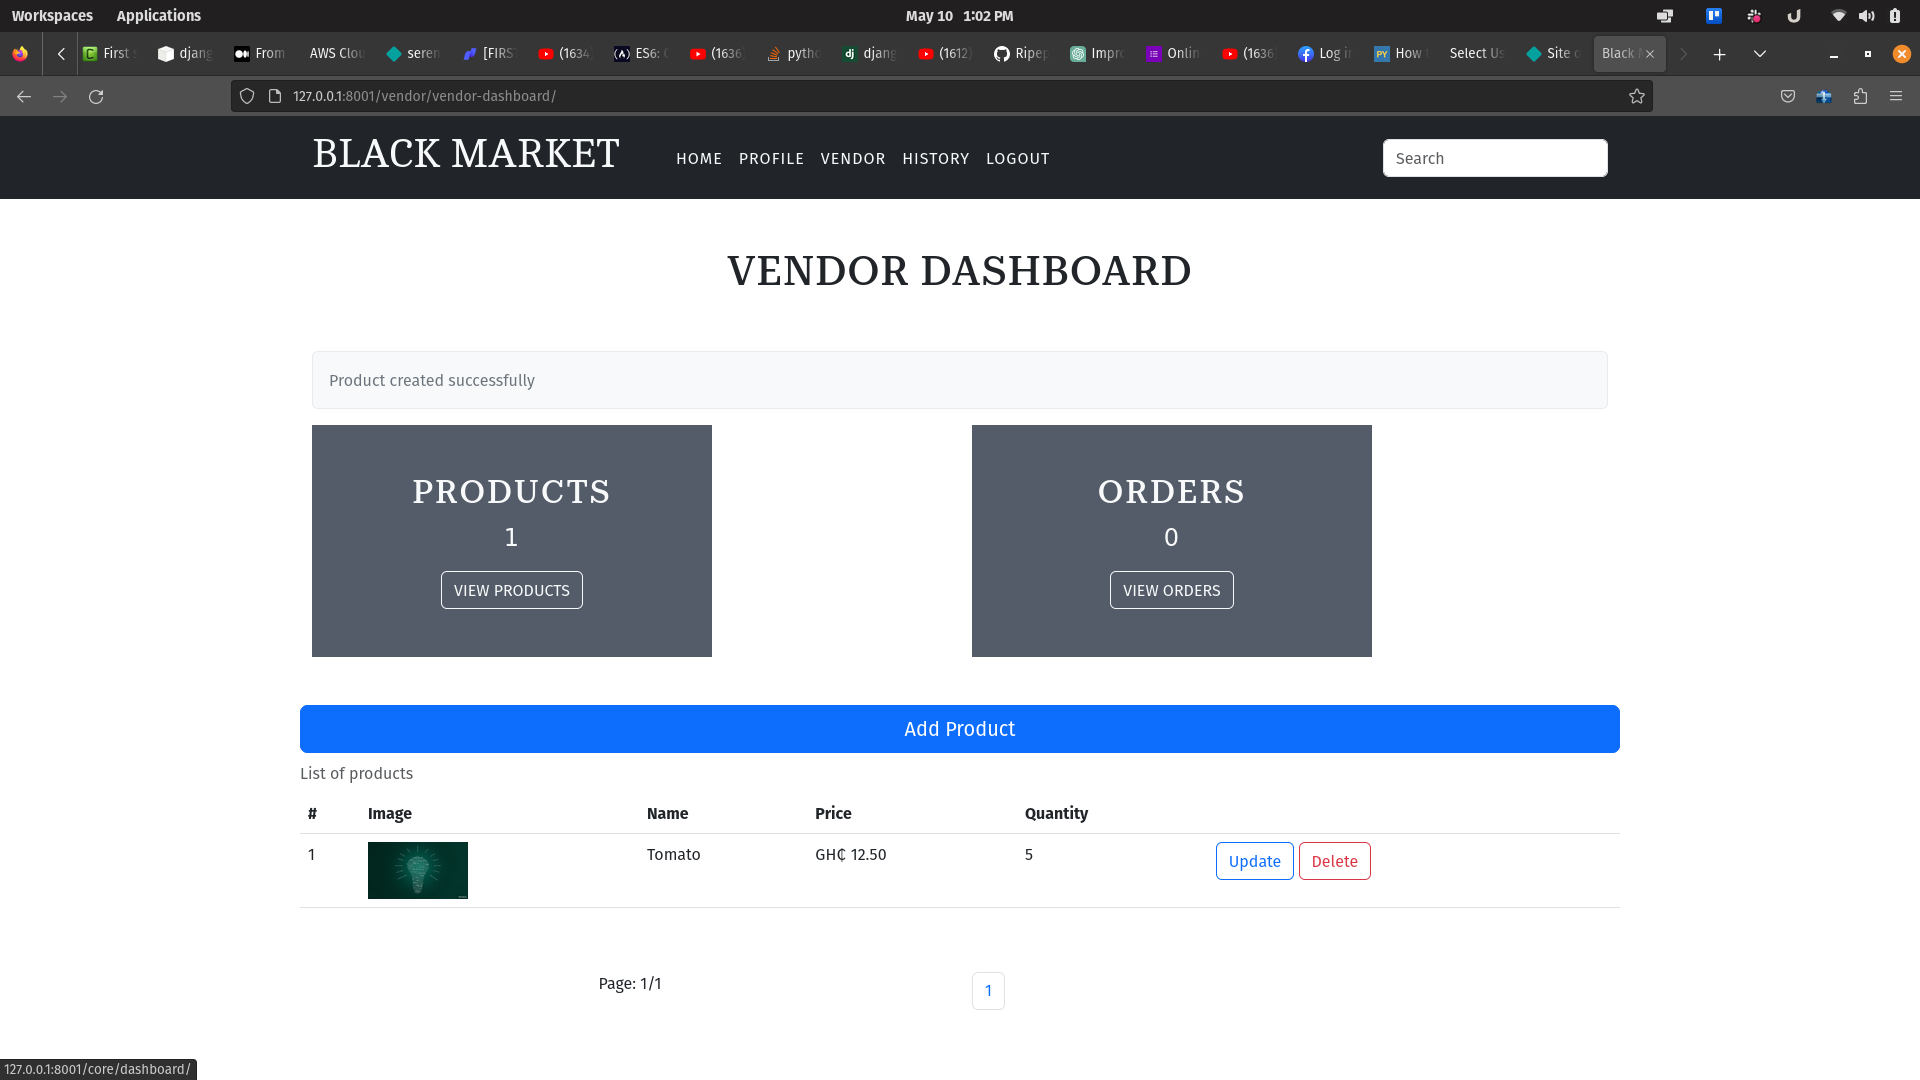 Workspaces Applications May 10 1:02 PM
First djang From AWS Clou seren [FIRS (1634 ES6: (1636 pytho djang (1612) Ripe Impro Onlin (1636 Log in How Select Us Site o Black
127.0.0.1:8001/vendor/vendor-dashboard/
BLACK MARKET HOME PROFILE VENDOR HISTORY LOGOUT Search
VENDOR DASHBOARD
Product created successfully
PRODUCTS
1
VIEW PRODUCTS
ORDERS
0
VIEW ORDERS
Add Product
List of products
# Image Name Price Quantity
1 Tomato GH₵ 12.50 5 Update Delete
Page: 1/1 1
127.0.0.1:8001/core/dashboard/